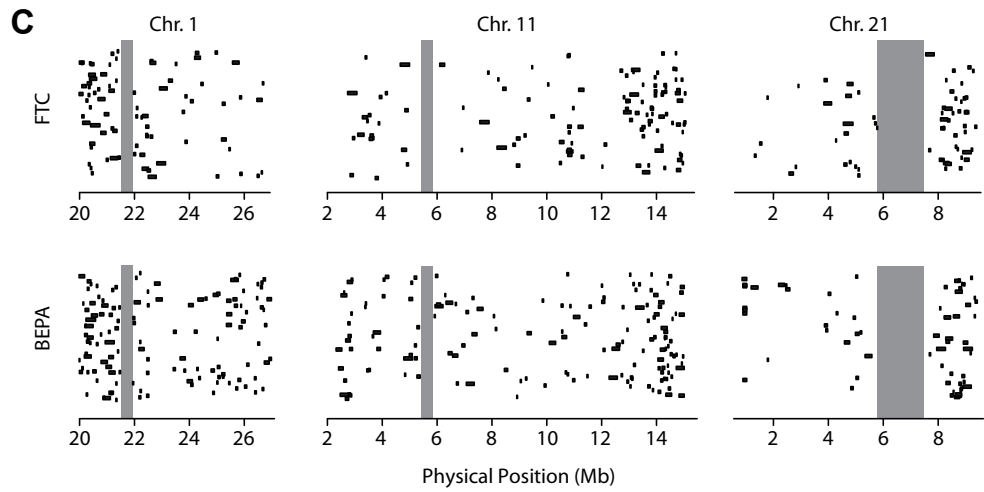 C
Chr. 1 Chr. 11 Chr. 21
FTC
20 22 24 26 2 4 6 8 10 12 14 2 4 6 8
BEPA
20 22 24 26 2 4 6 8 10 12 14 2 4 6 8
Physical Position (Mb)